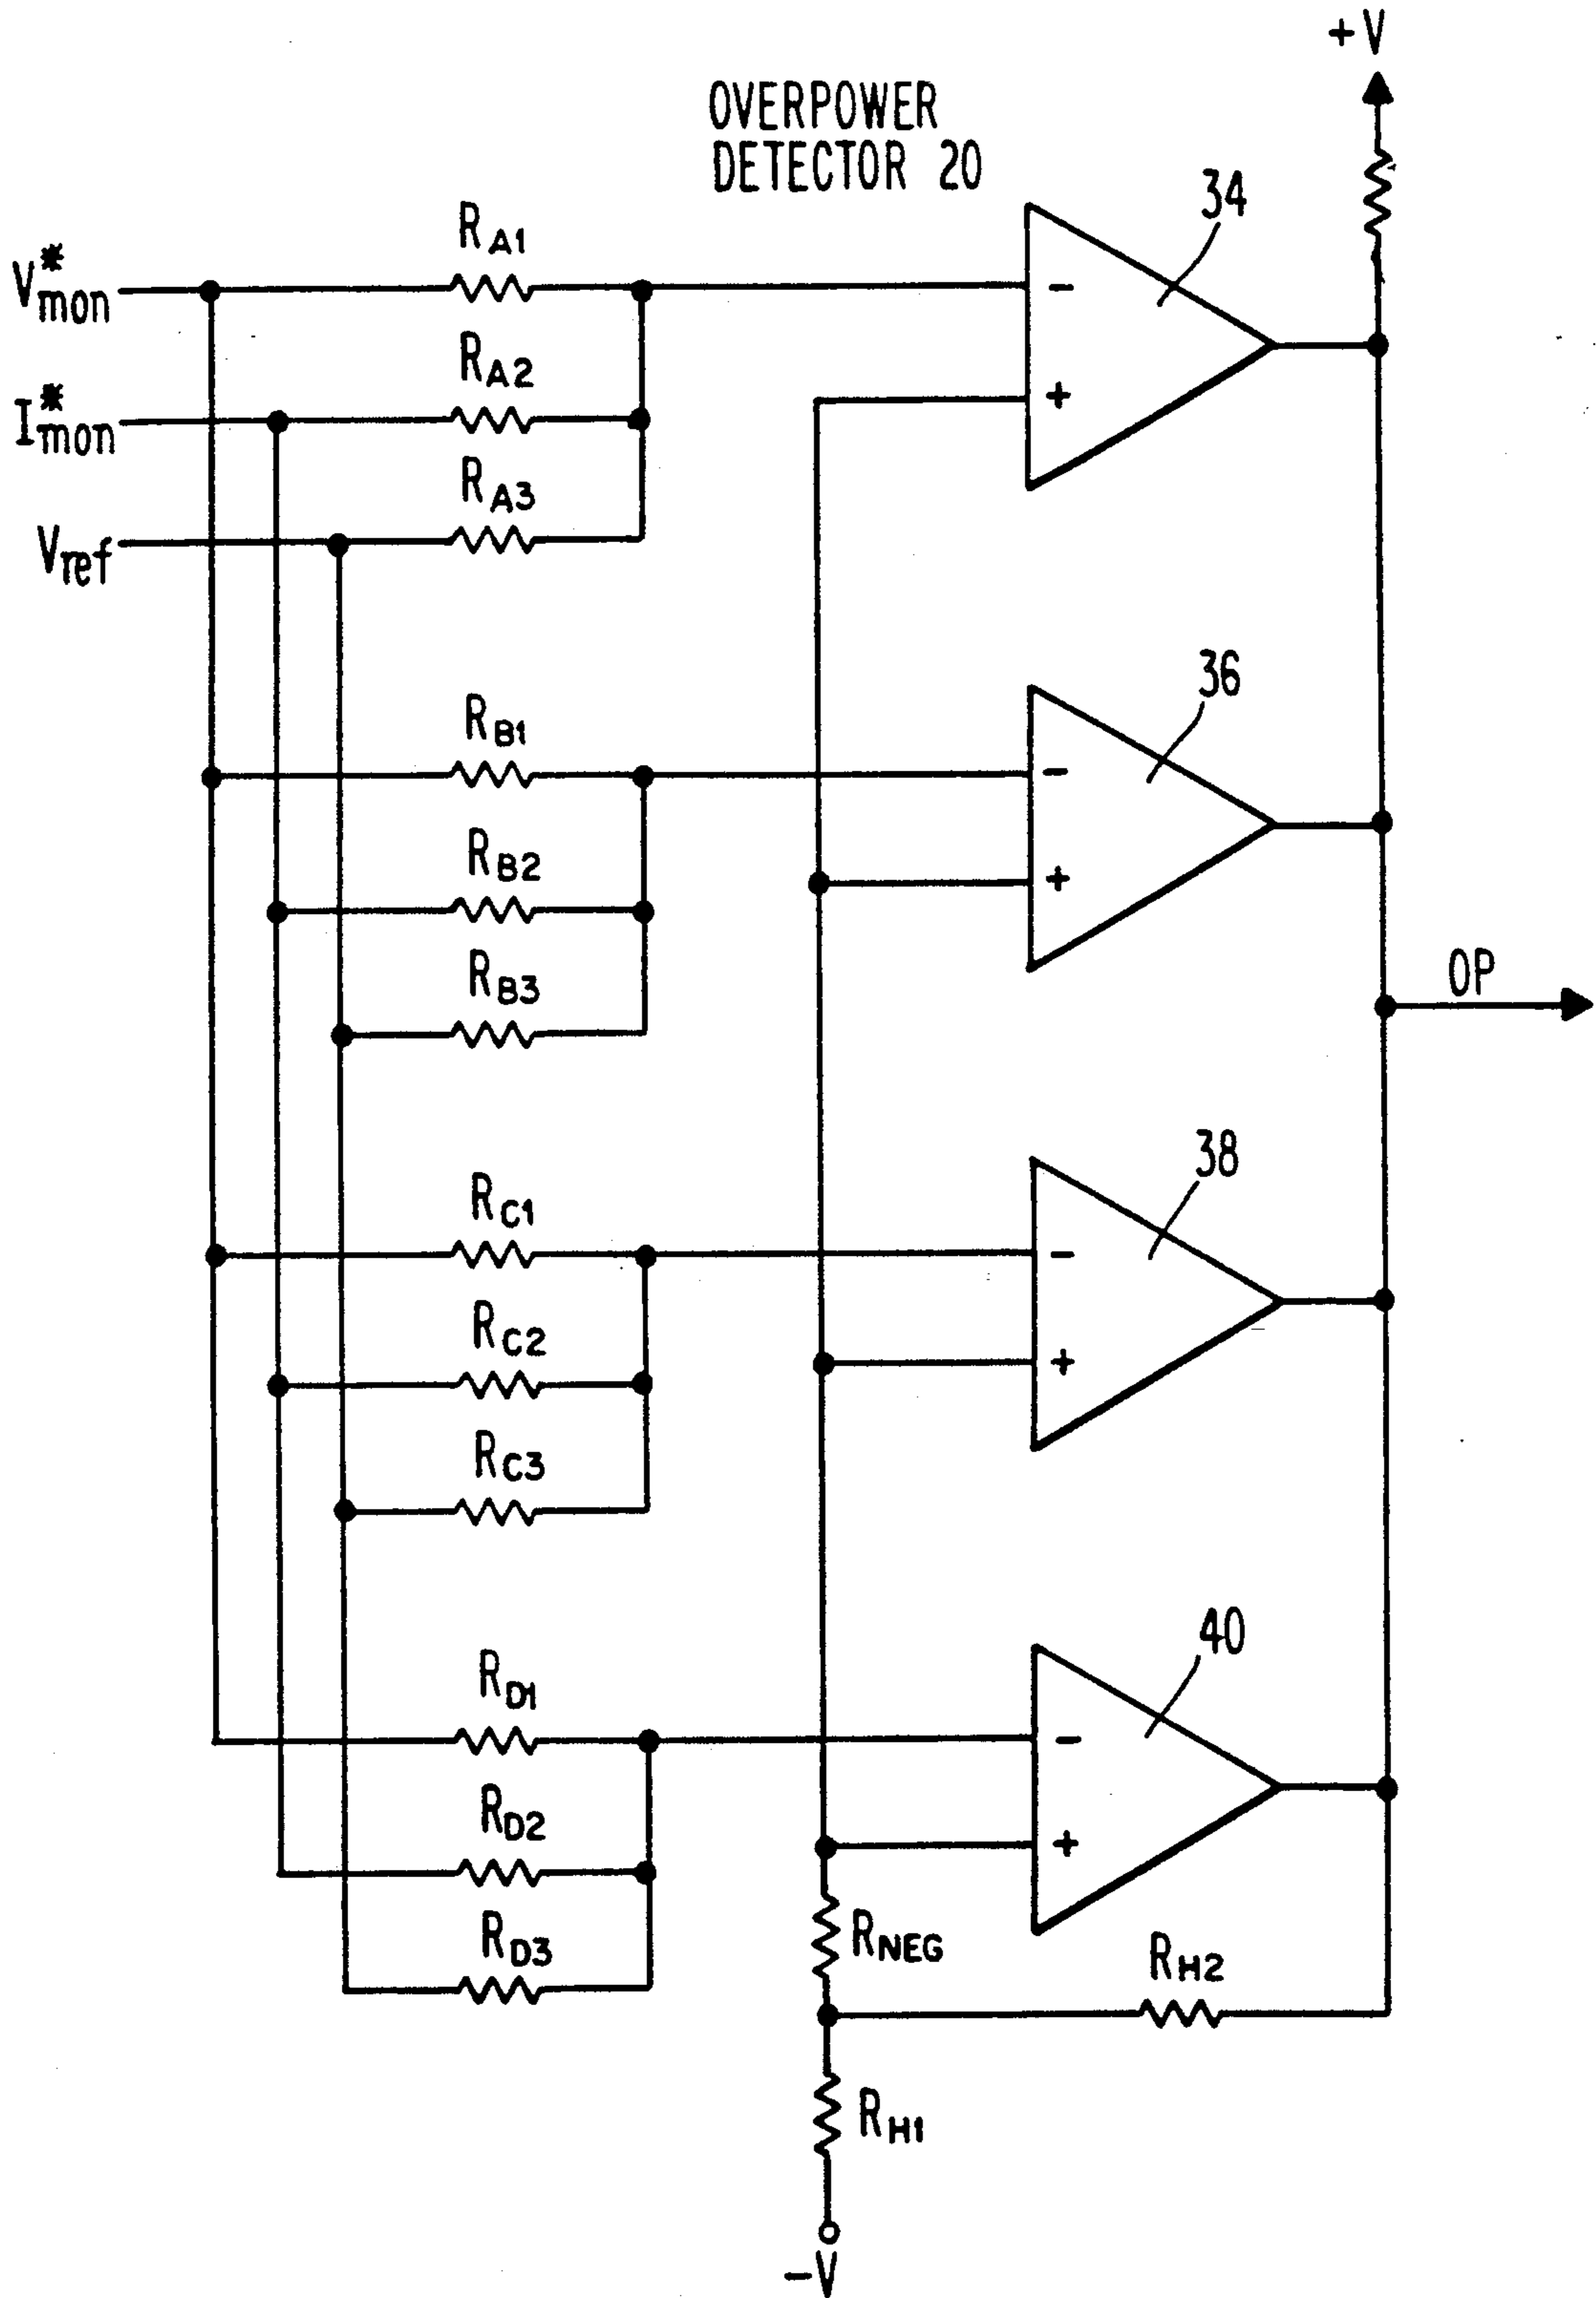 +V
OVERPOWER
DETECTOR 20
34
RA1
V*mon
RA2
I*mon
RA3
Vref
-
+
36
RB1
-
RB2
+
RB3
OP
38
RC1
-
RC2
+
RC3
40
RD1
-
RD2
+
RD3
RNEG
RH2
RH1
-V